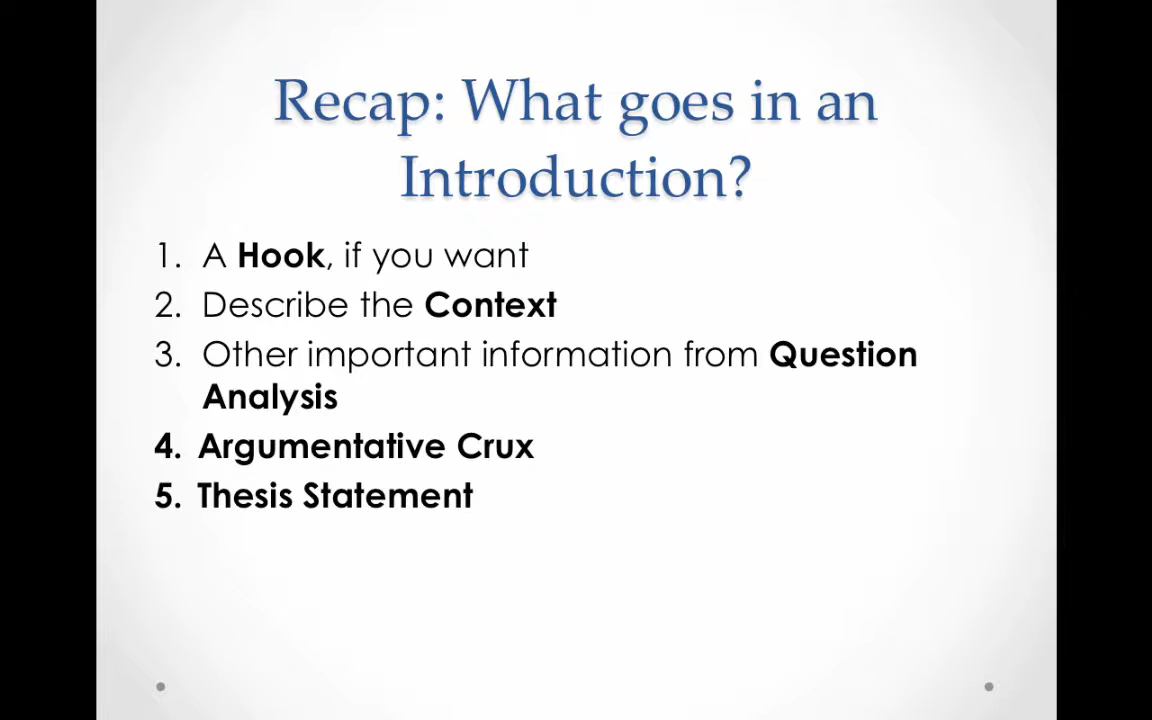 Recap: What goes in an
Introduction?
1. A Hook, if you want
2. Describe the Context
3. Other important information from Question
Analysis
4. Argumentative Crux
5. Thesis Statement